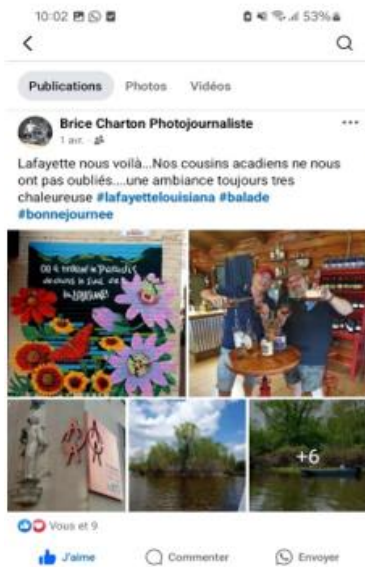 10:02
53%
Publications Photos Vidéos
Brice Charton Photojournaliste
1 avr.
Lafayette nous voilà...Nos cousins acadiens ne nous
ont pas oubliés....une ambiance toujours tres
chaleureuse #lafayettelouisiana #balade
#bonnejournee
+6
Vous et 9
J'aime Commenter Envoyer